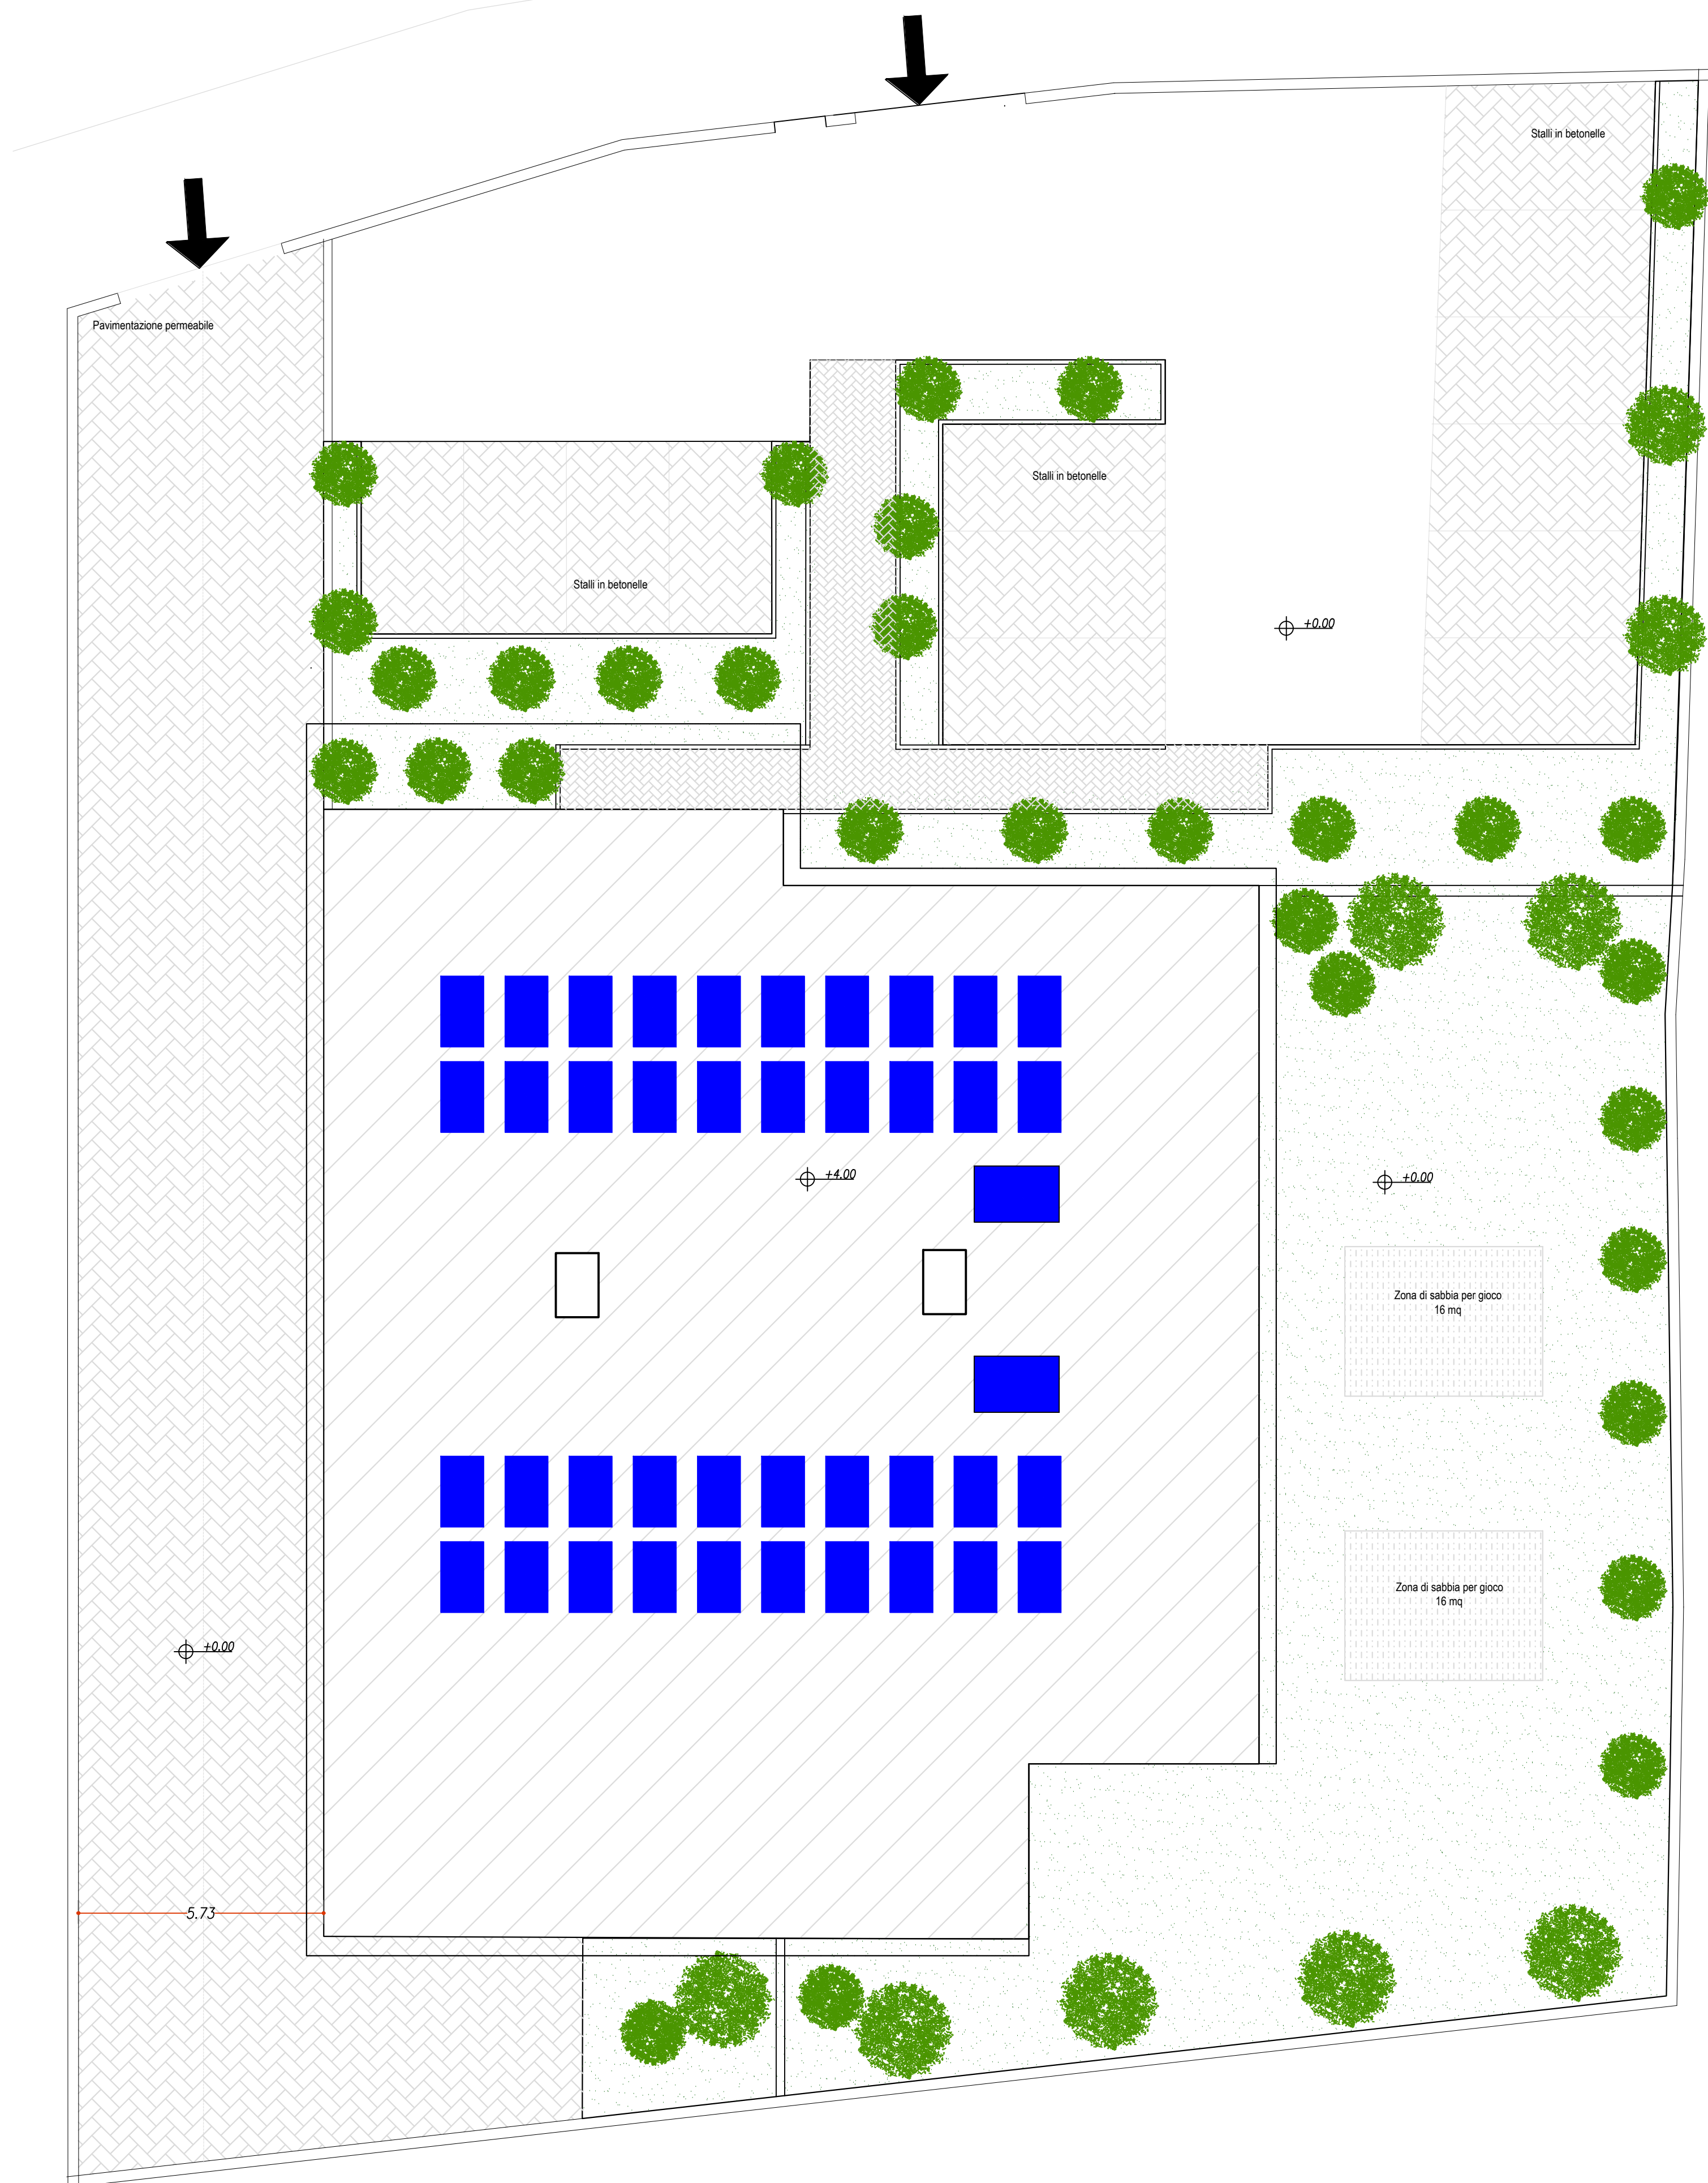 Stalli in betonelle
Pavimentazione permeabile
Stalli in betonelle
Stalli in betonelle
+0.00
+4.00
+0.00
Zona di sabbia per gioco
16 mq
Zona di sabbia per gioco
16 mq
+0.00
5.73